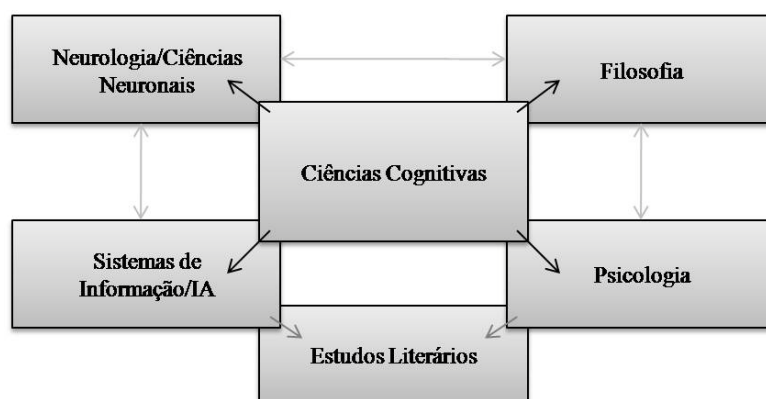 Neurologia/Ciências
Neuronais
Filosofia
Ciências Cognitivas
Sistemas de
Informação/IA
Psicologia
Estudos Literários